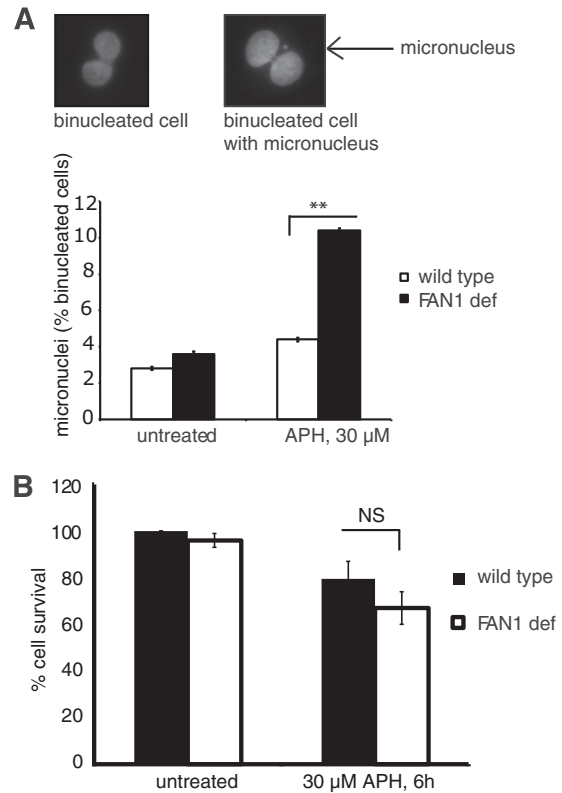 A
micronucleus
binucleated cell
binucleated cell
with micronucleus
micronuclei (% binucleated cells)
12
10
8
6
4
2
0
**
wild type
FAN1 def
untreated
APH, 30 µM
B
% cell survival
120
100
80
60
40
20
0
NS
wild type
FAN1 def
untreated
30 µM APH, 6h